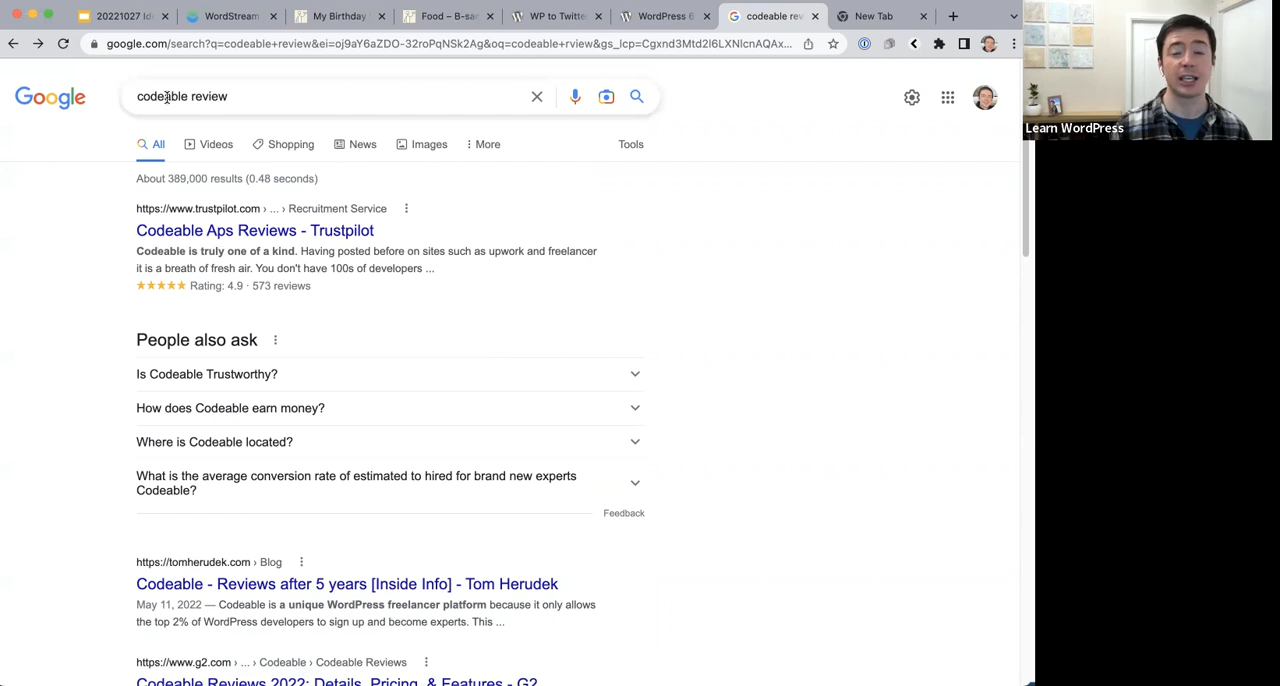 20221027 Id
WordStream
My Birthday
Food – B-sa
WP to Twitte
WordPress 6
codeable rev
New Tab
google.com/search?q=codeable+review&ei=oj9aY6aZDO-32roPqNSk2Ag&oq=codeable+rview&gs_lcp=Cgxnd3Mtd2l6LXNlcnAQAx...
Google
codeable review
All
Videos
Shopping
News
Images
More
Tools
About 389,000 results (0.48 seconds)
https://www.trustpilot.com › ... › Recruitment Service
Codeable Aps Reviews - Trustpilot
Codeable is truly one of a kind. Having posted before on sites such as upwork and freelancer
it is a breath of fresh air. You don't have 100s of developers ...
Rating: 4.9 · 573 reviews
People also ask
Is Codeable Trustworthy?
How does Codeable earn money?
Where is Codeable located?
What is the average conversion rate of estimated to hired for brand new experts
Codeable?
Feedback
https://tomherudek.com › Blog
Codeable - Reviews after 5 years [Inside Info] - Tom Herudek
May 11, 2022 — Codeable is a unique WordPress freelancer platform because it only allows
the top 2% of WordPress developers to sign up and become experts. This ...
https://www.g2.com › ... › Codeable › Codeable Reviews
Codeable Reviews 2022: Details, Pricing, & Features - G2
Learn WordPress